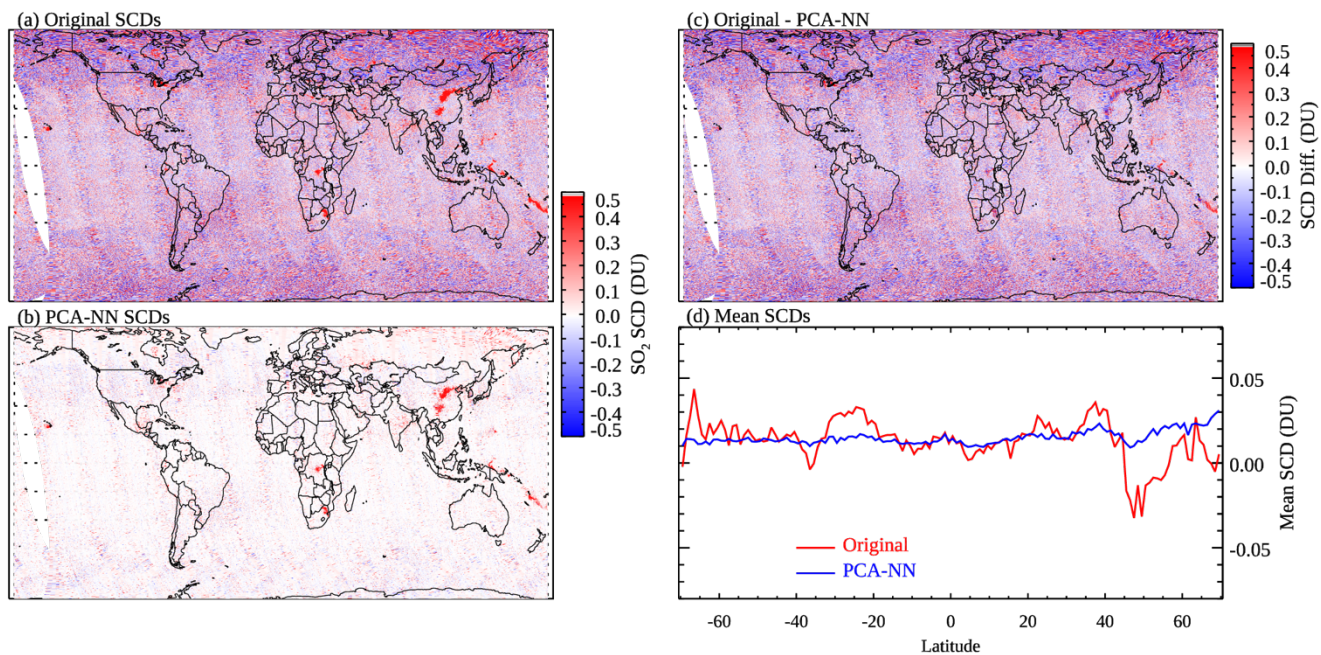 (a) Original SCDs
(c) Original - PCA-NN
0.5
0.4
0.3
0.2
0.1
0.0
-0.1
-0.2
-0.3
-0.4
-0.5
SCD Diff. (DU)
0.5
0.4
0.3
0.2
0.1
0.0
-0.1
-0.2
-0.3
-0.4
-0.5
SO2 SCD (DU)
(b) PCA-NN SCDs
(d) Mean SCDs
0.05
0.00
-0.05
Mean SCD (DU)
Original
PCA-NN
-60 -40 -20 0 20 40 60
Latitude